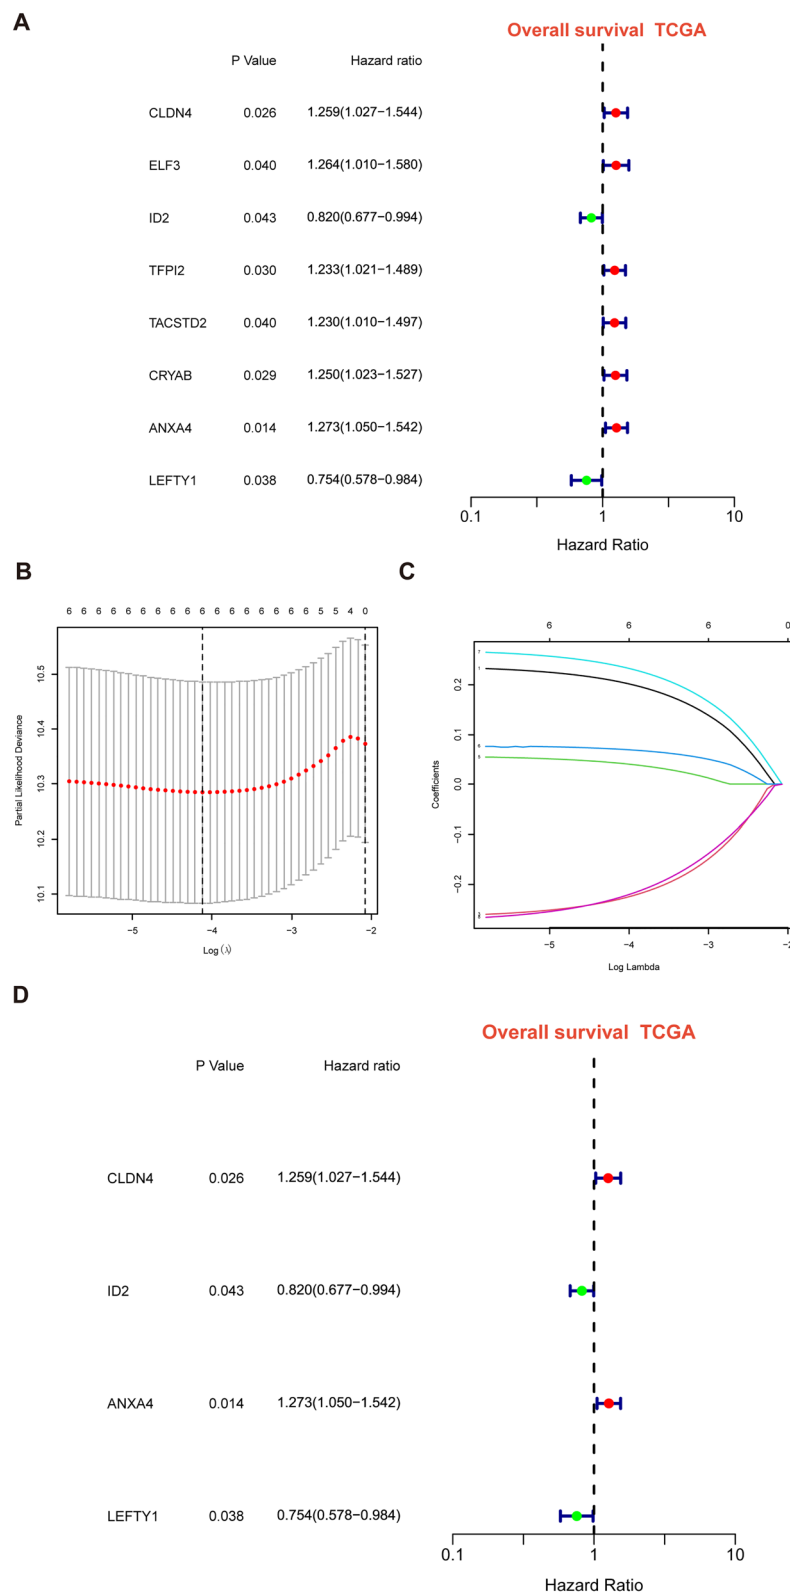 A
Overall survival TCGA
P Value Hazard ratio
CLDN4 0.026 1.259(1.027−1.544)
ELF3 0.040 1.264(1.010−1.580)
ID2 0.043 0.820(0.677−0.994)
TFPI2 0.030 1.233(1.021−1.489)
TACSTD2 0.040 1.230(1.010−1.497)
CRYAB 0.029 1.250(1.023−1.527)
ANXA4 0.014 1.273(1.050−1.542)
LEFTY1 0.038 0.754(0.578−0.984)
0.1 1 10
Hazard Ratio
B
6 6 6 6 6 6 6 6 6 6 6 6 6 6 5 5 4 0
10.5
10.4
10.3
10.2
10.1
Partial Likelihood Deviance
−5 −4 −3 −2
Log (λ)
C
6 6 6 0
0.2
0.1
0.0
−0.1
−0.2
Coefficients
7
1
6
5
−5 −4 −3 −2
Log Lambda
D
Overall survival TCGA
P Value Hazard ratio
CLDN4 0.026 1.259(1.027−1.544)
ID2 0.043 0.820(0.677−0.994)
ANXA4 0.014 1.273(1.050−1.542)
LEFTY1 0.038 0.754(0.578−0.984)
0.1 1 10
Hazard Ratio